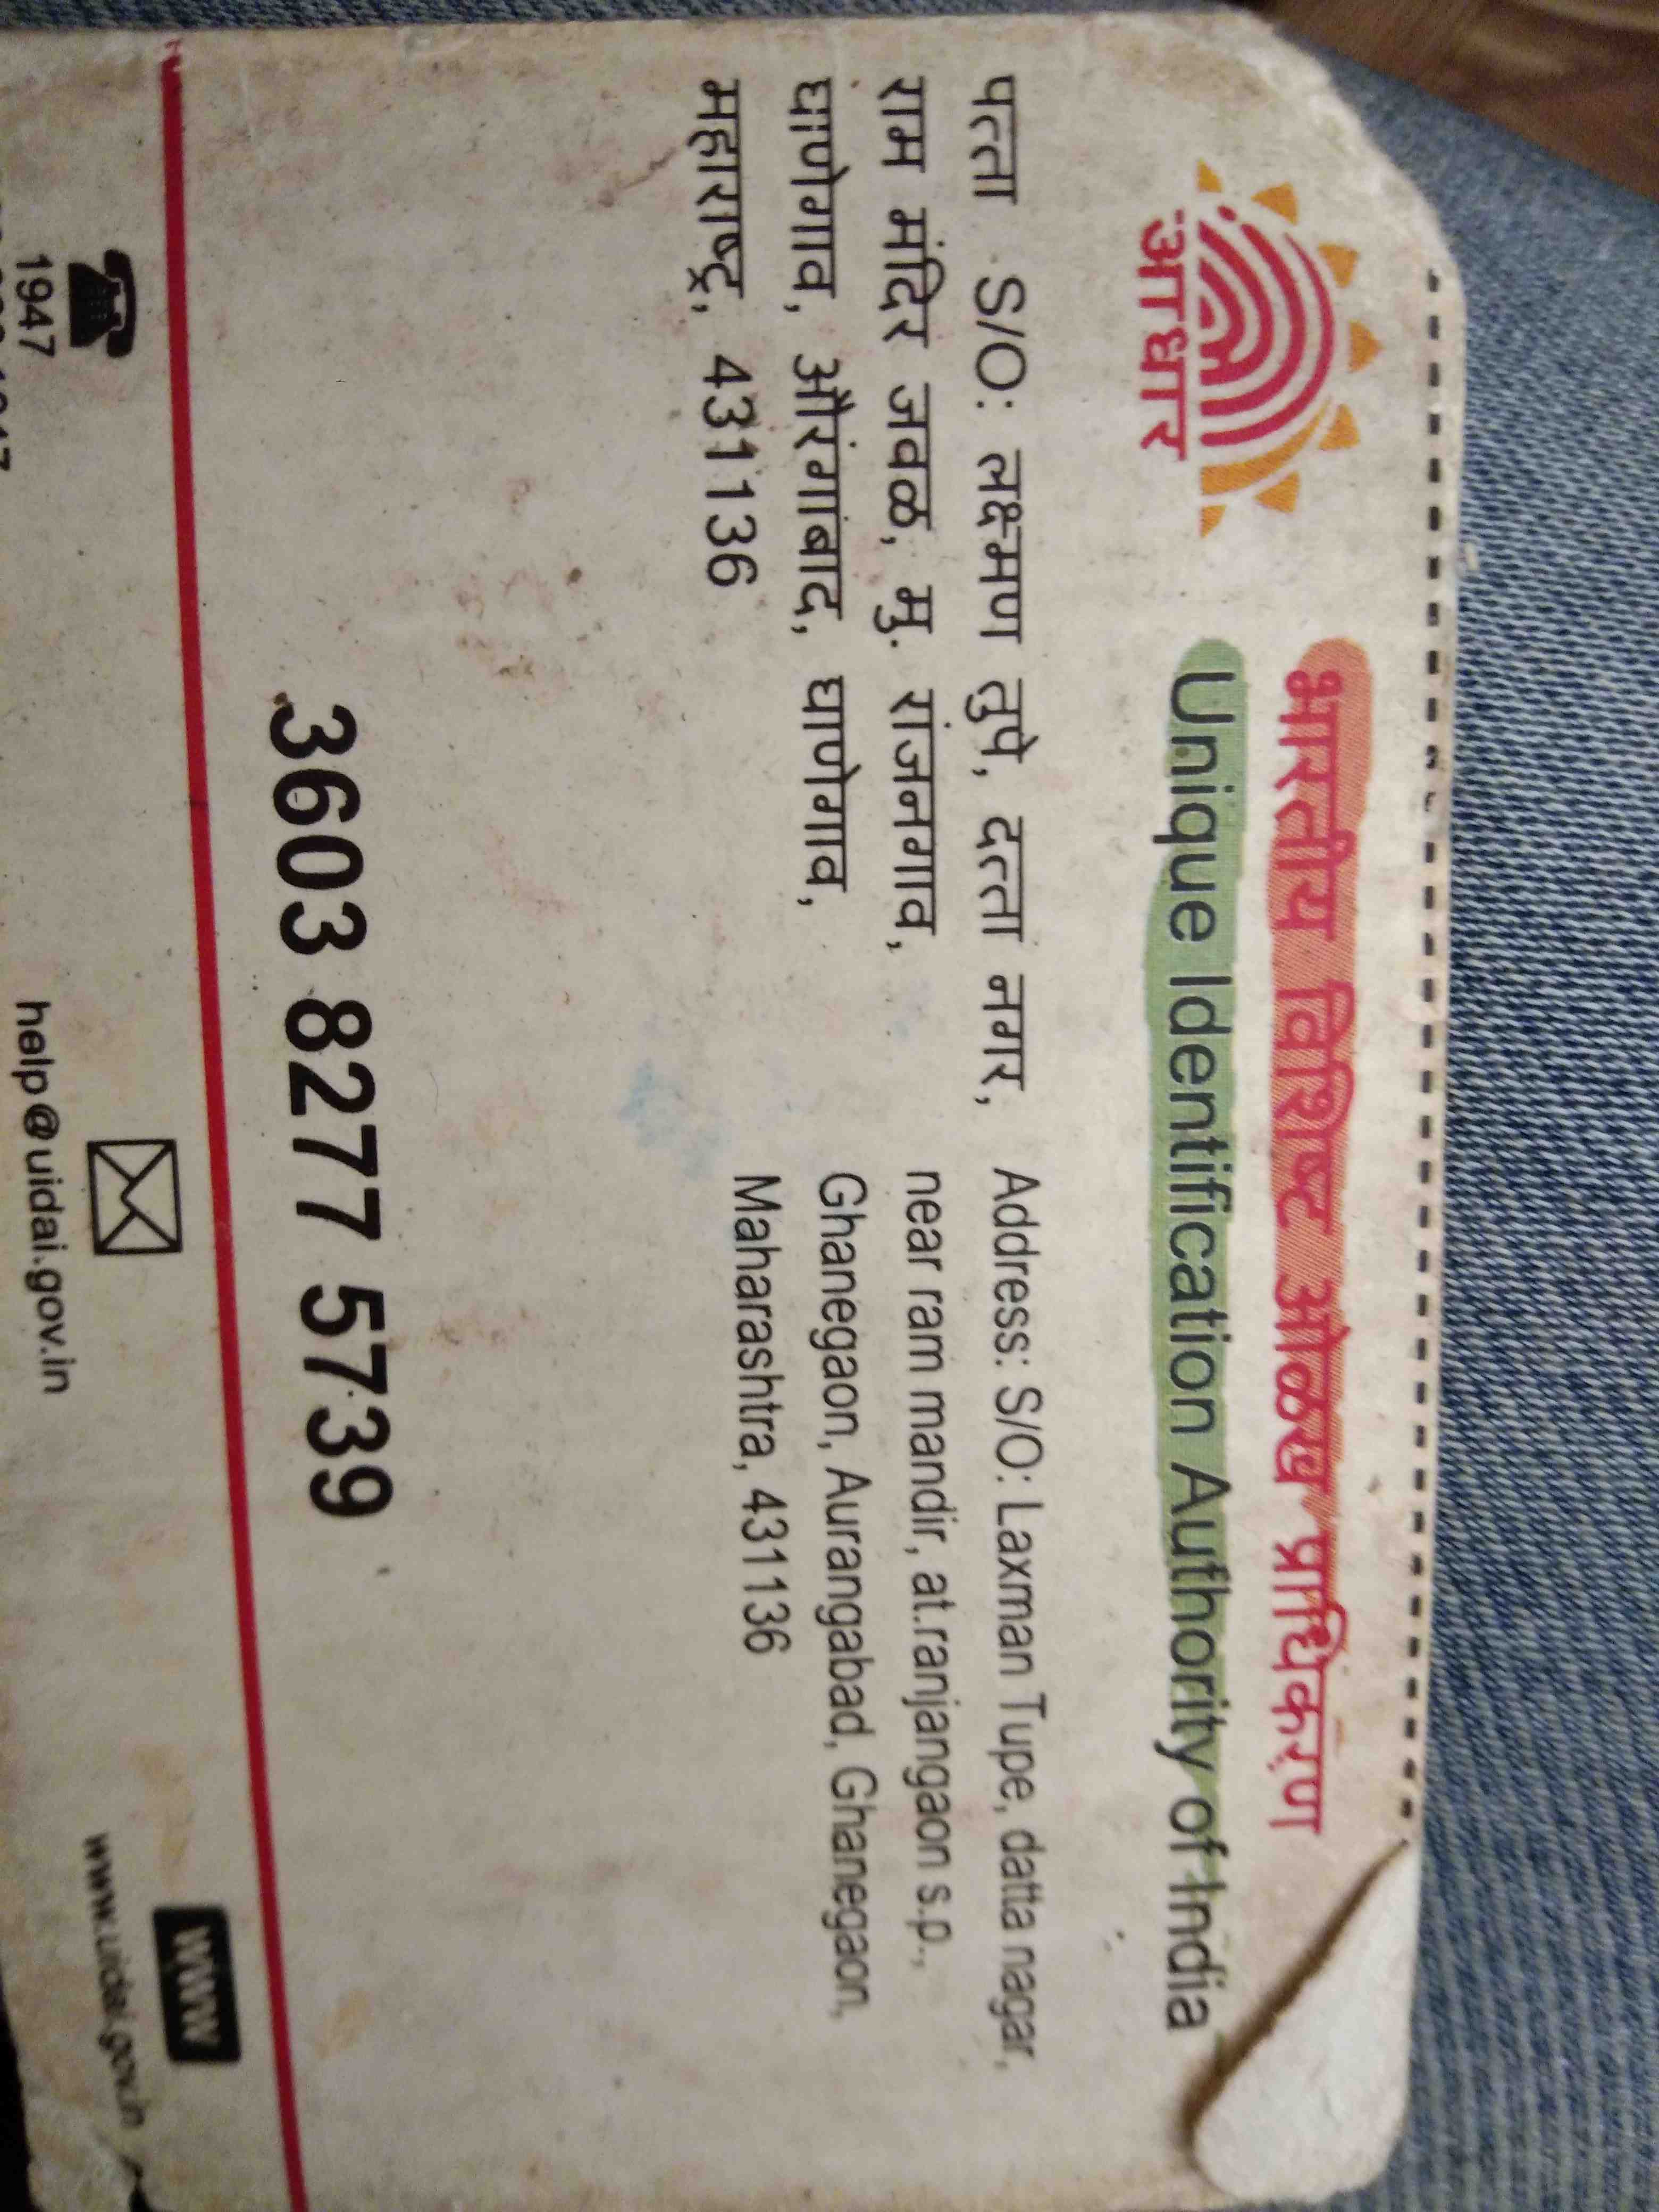 भारतीय विशिष्ट ओळख प्राधिकरण
Unique Identification Authority of India
आधार
पत्ता S/O: लक्ष्मण तुपे, दत्ता नगर,
राम मंदिर जवळ, मु. रांजनगाव,
घाणेगाव, औरंगाबाद, घाणेगाव,
महाराष्ट्र, 431136
Address: S/O: Laxman Tupe, datta nagar,
near ram mandir, at.ranjangaon s.p.,
Ghanegaon, Aurangabad, Ghanegaon,
Maharashtra, 431136
3603 8277 5739
1947
help@uidai.gov.in
www
www.uidai.gov.in